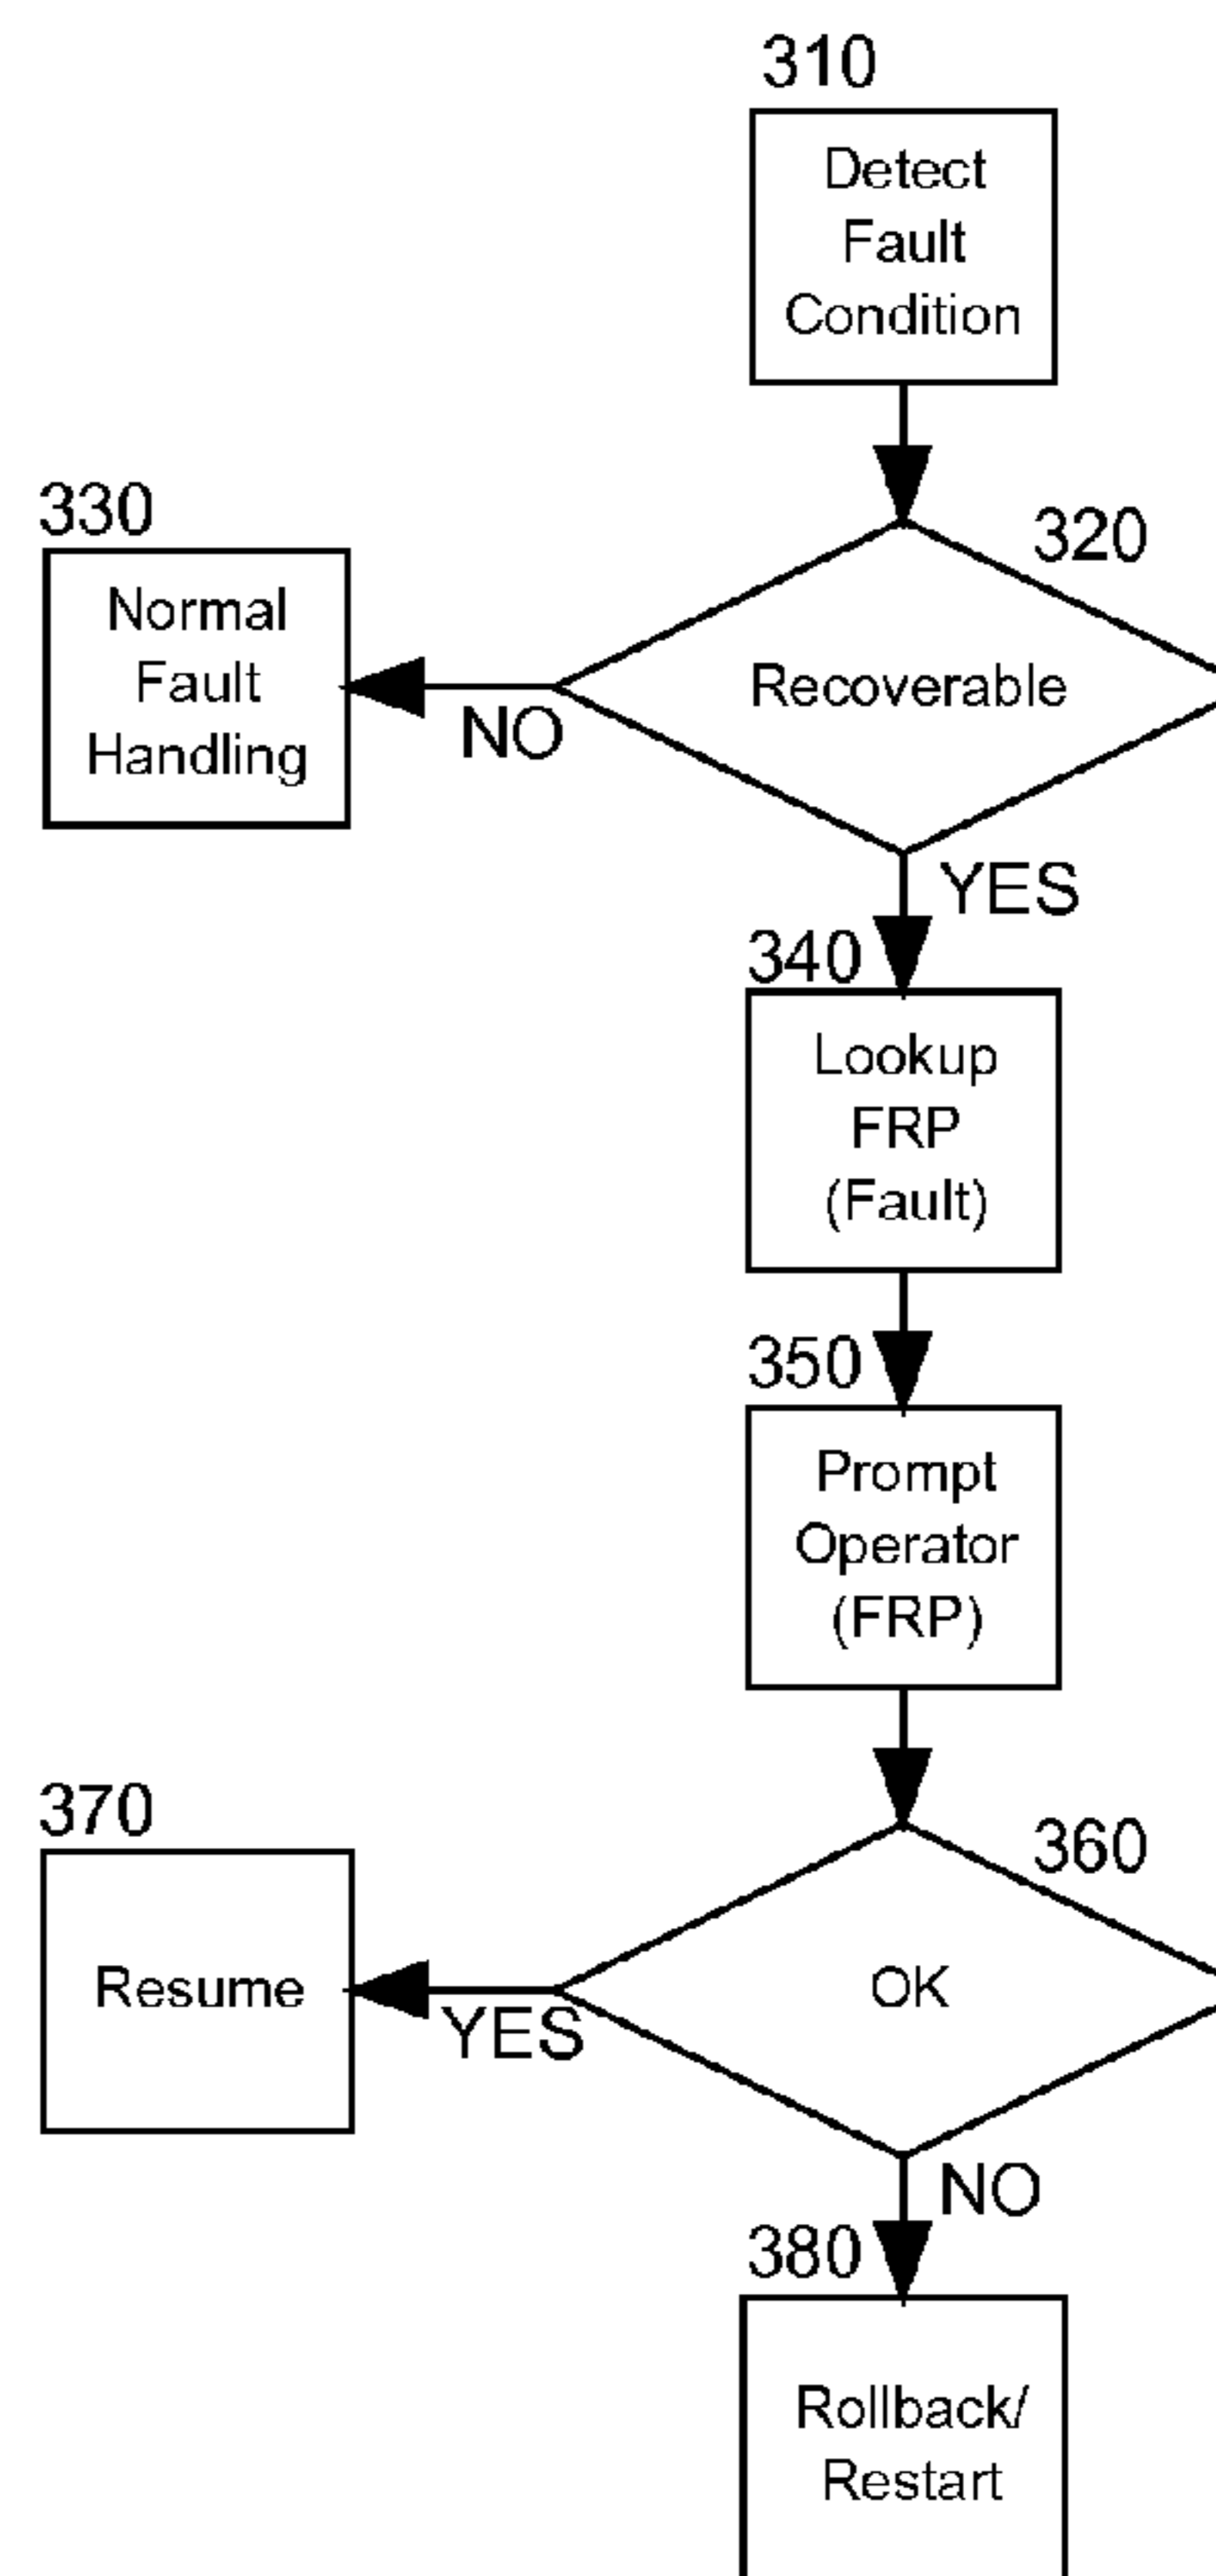 310
Detect
Fault
Condition
330
320
Normal
Fault
Handling
Recoverable
NO
YES
340
Lookup
FRP
(Fault)
350
Prompt
Operator
(FRP)
370
360
Resume
OK
YES
NO
380
Rollback/
Restart